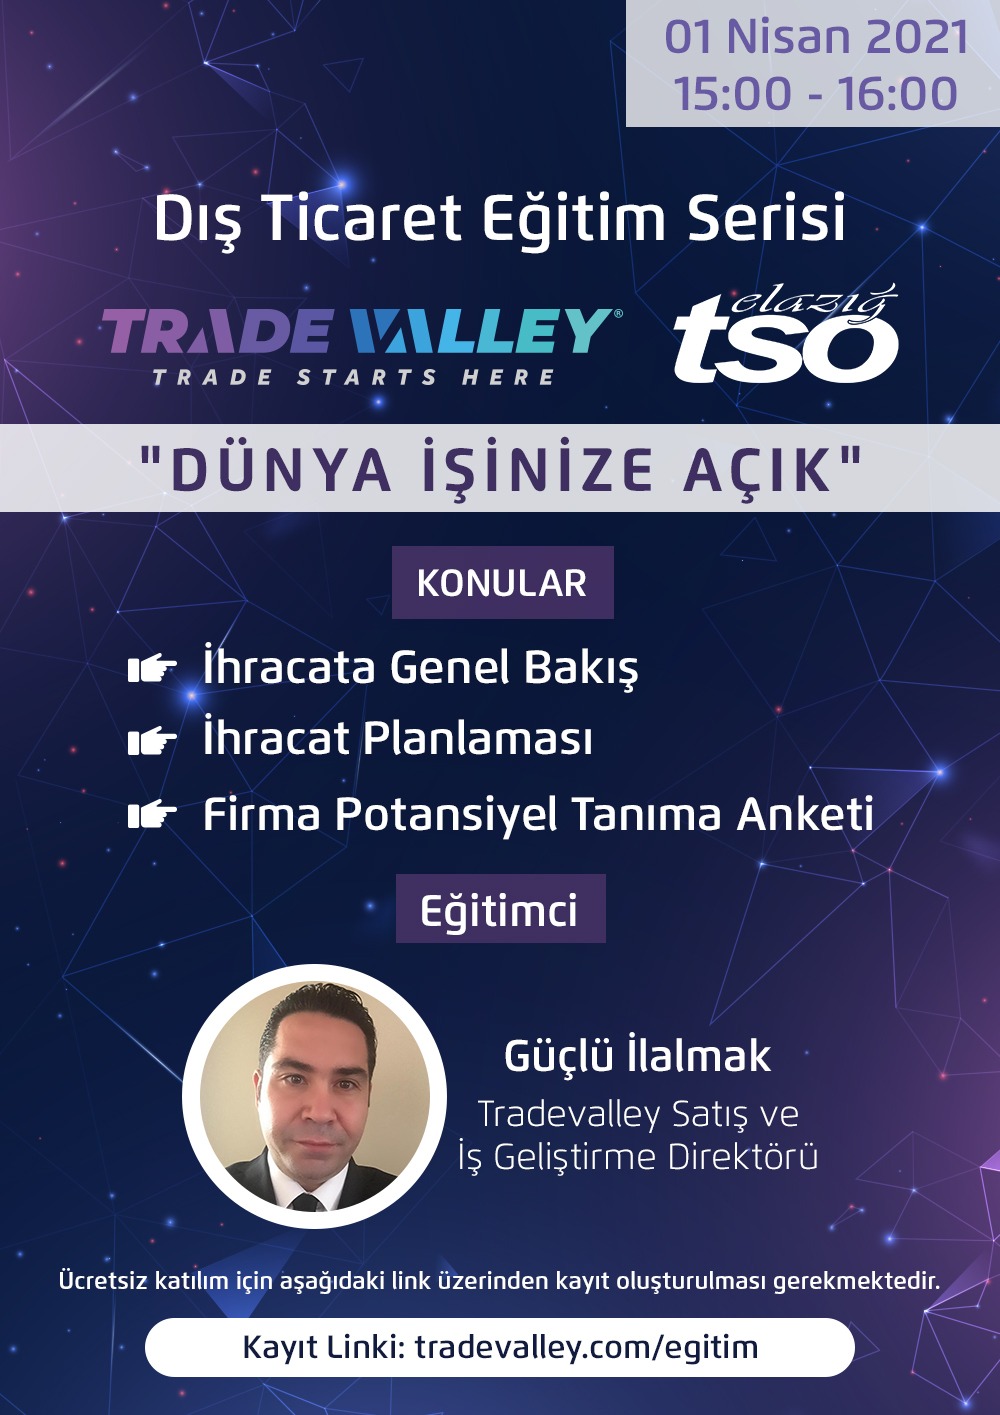 01 Nisan 2021
15:00 - 16:00
Dış Ticaret Eğitim Serisi
TRADE VALLEY®
TRADE STARTS HERE
elazığ
tso
"DÜNYA İŞİNİZE AÇIK"
KONULAR
İhracata Genel Bakış
İhracat Planlaması
Firma Potansiyel Tanıma Anketi
Eğitimci
Güçlü İlalmak
Tradevalley Satış ve
İş Geliştirme Direktörü
Ücretsiz katılım için aşağıdaki link üzerinden kayıt oluşturulması gerekmektedir.
Kayıt Linki: tradevalley.com/egitim